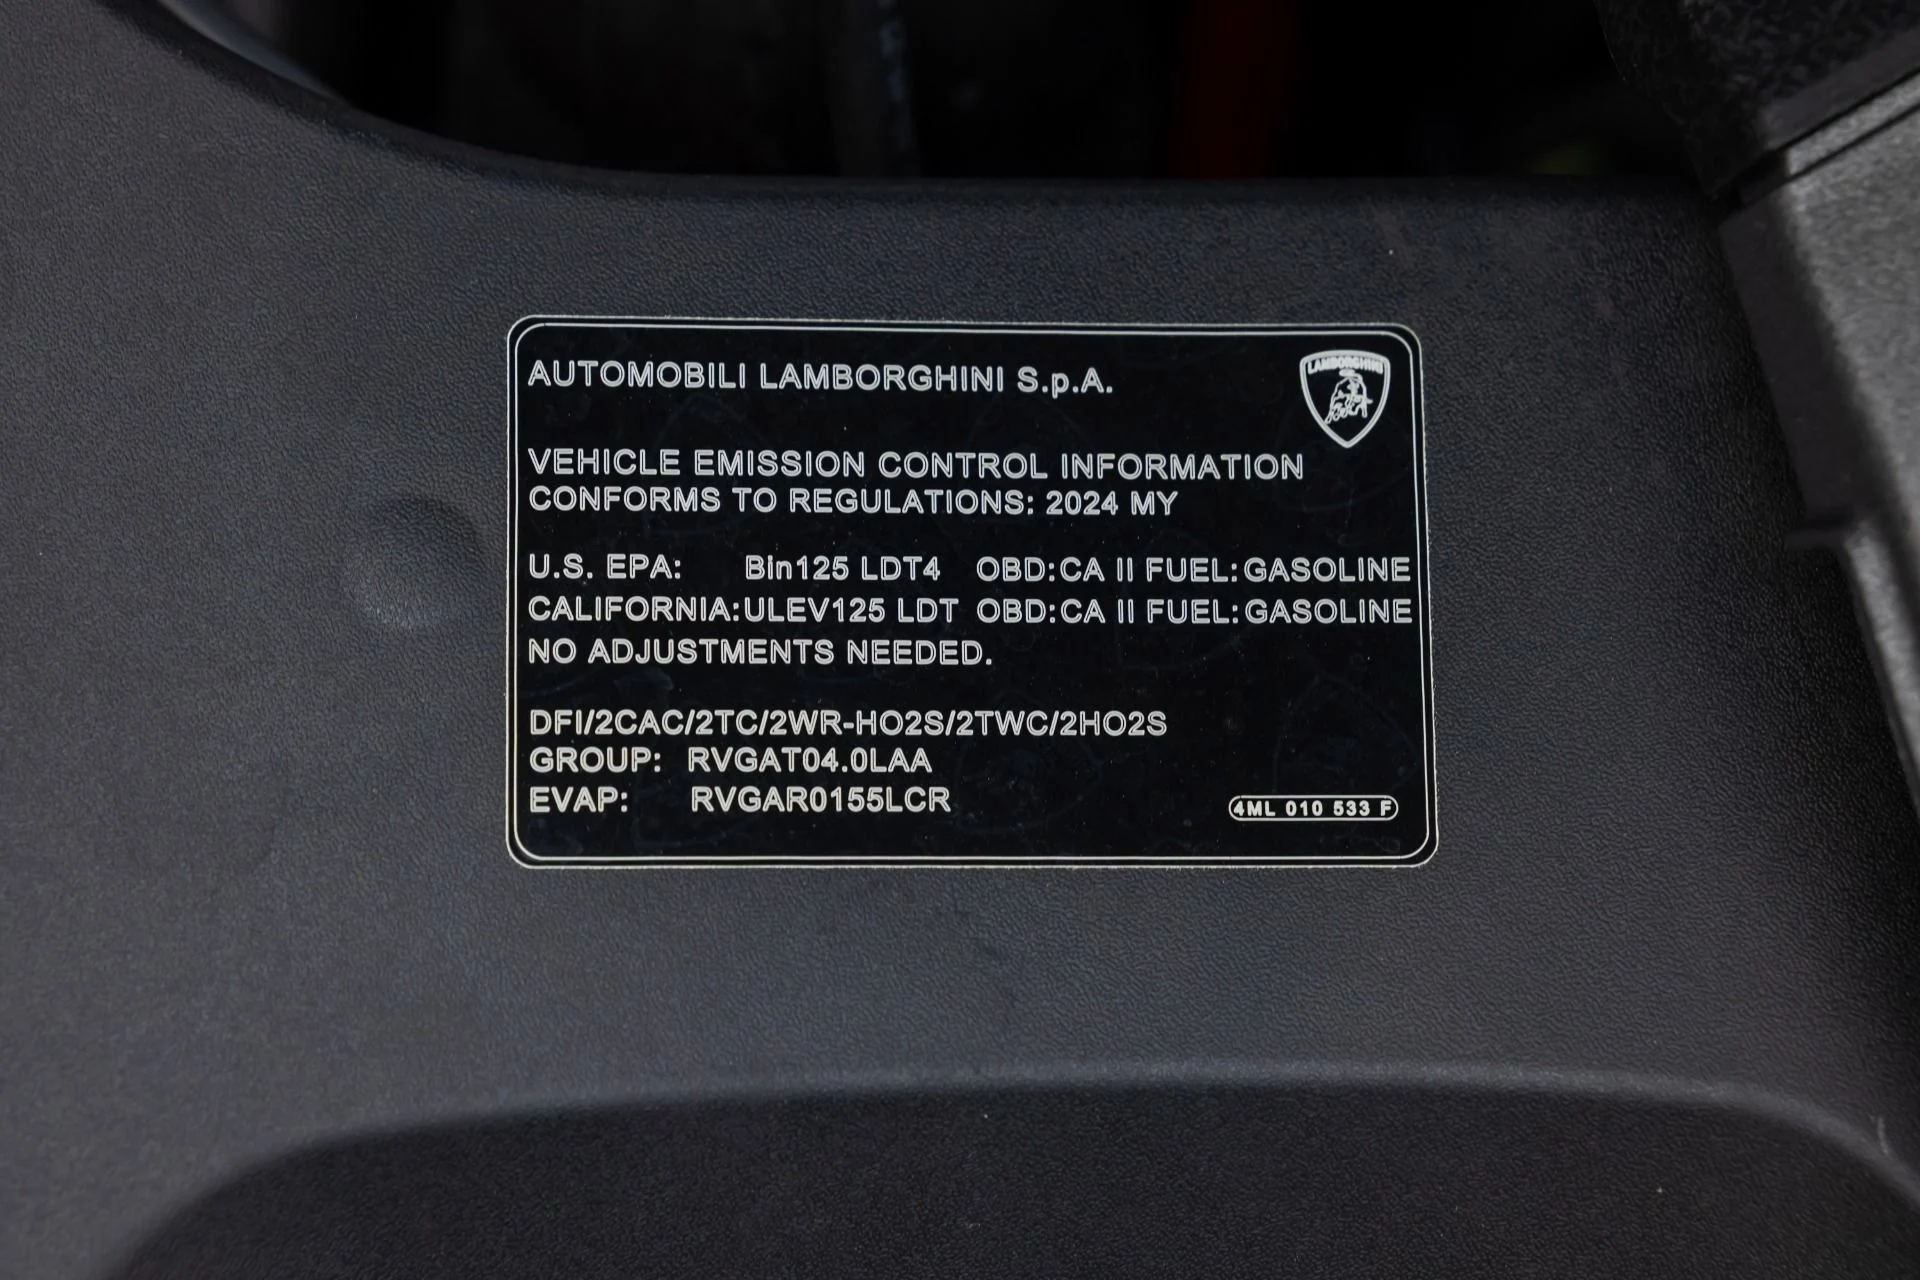 AUTOMOBILI LAMBORGHINI S.p.A.
LAMBORGHINI
VEHICLE EMISSION CONTROL INFORMATION
CONFORMS TO REGULATIONS: 2024 MY
U.S. EPA: Bin125 LDT4 OBD:CA II FUEL:GASOLINE
CALIFORNIA:ULEV125 LDT OBD:CA II FUEL:GASOLINE
NO ADJUSTMENTS NEEDED.
DFI/2CAC/2TC/2WR-HO2S/2TWC/2HO2S
GROUP: RVGAT04.0LAA
EVAP: RVGAR0155LCR
4ML 010 533 F